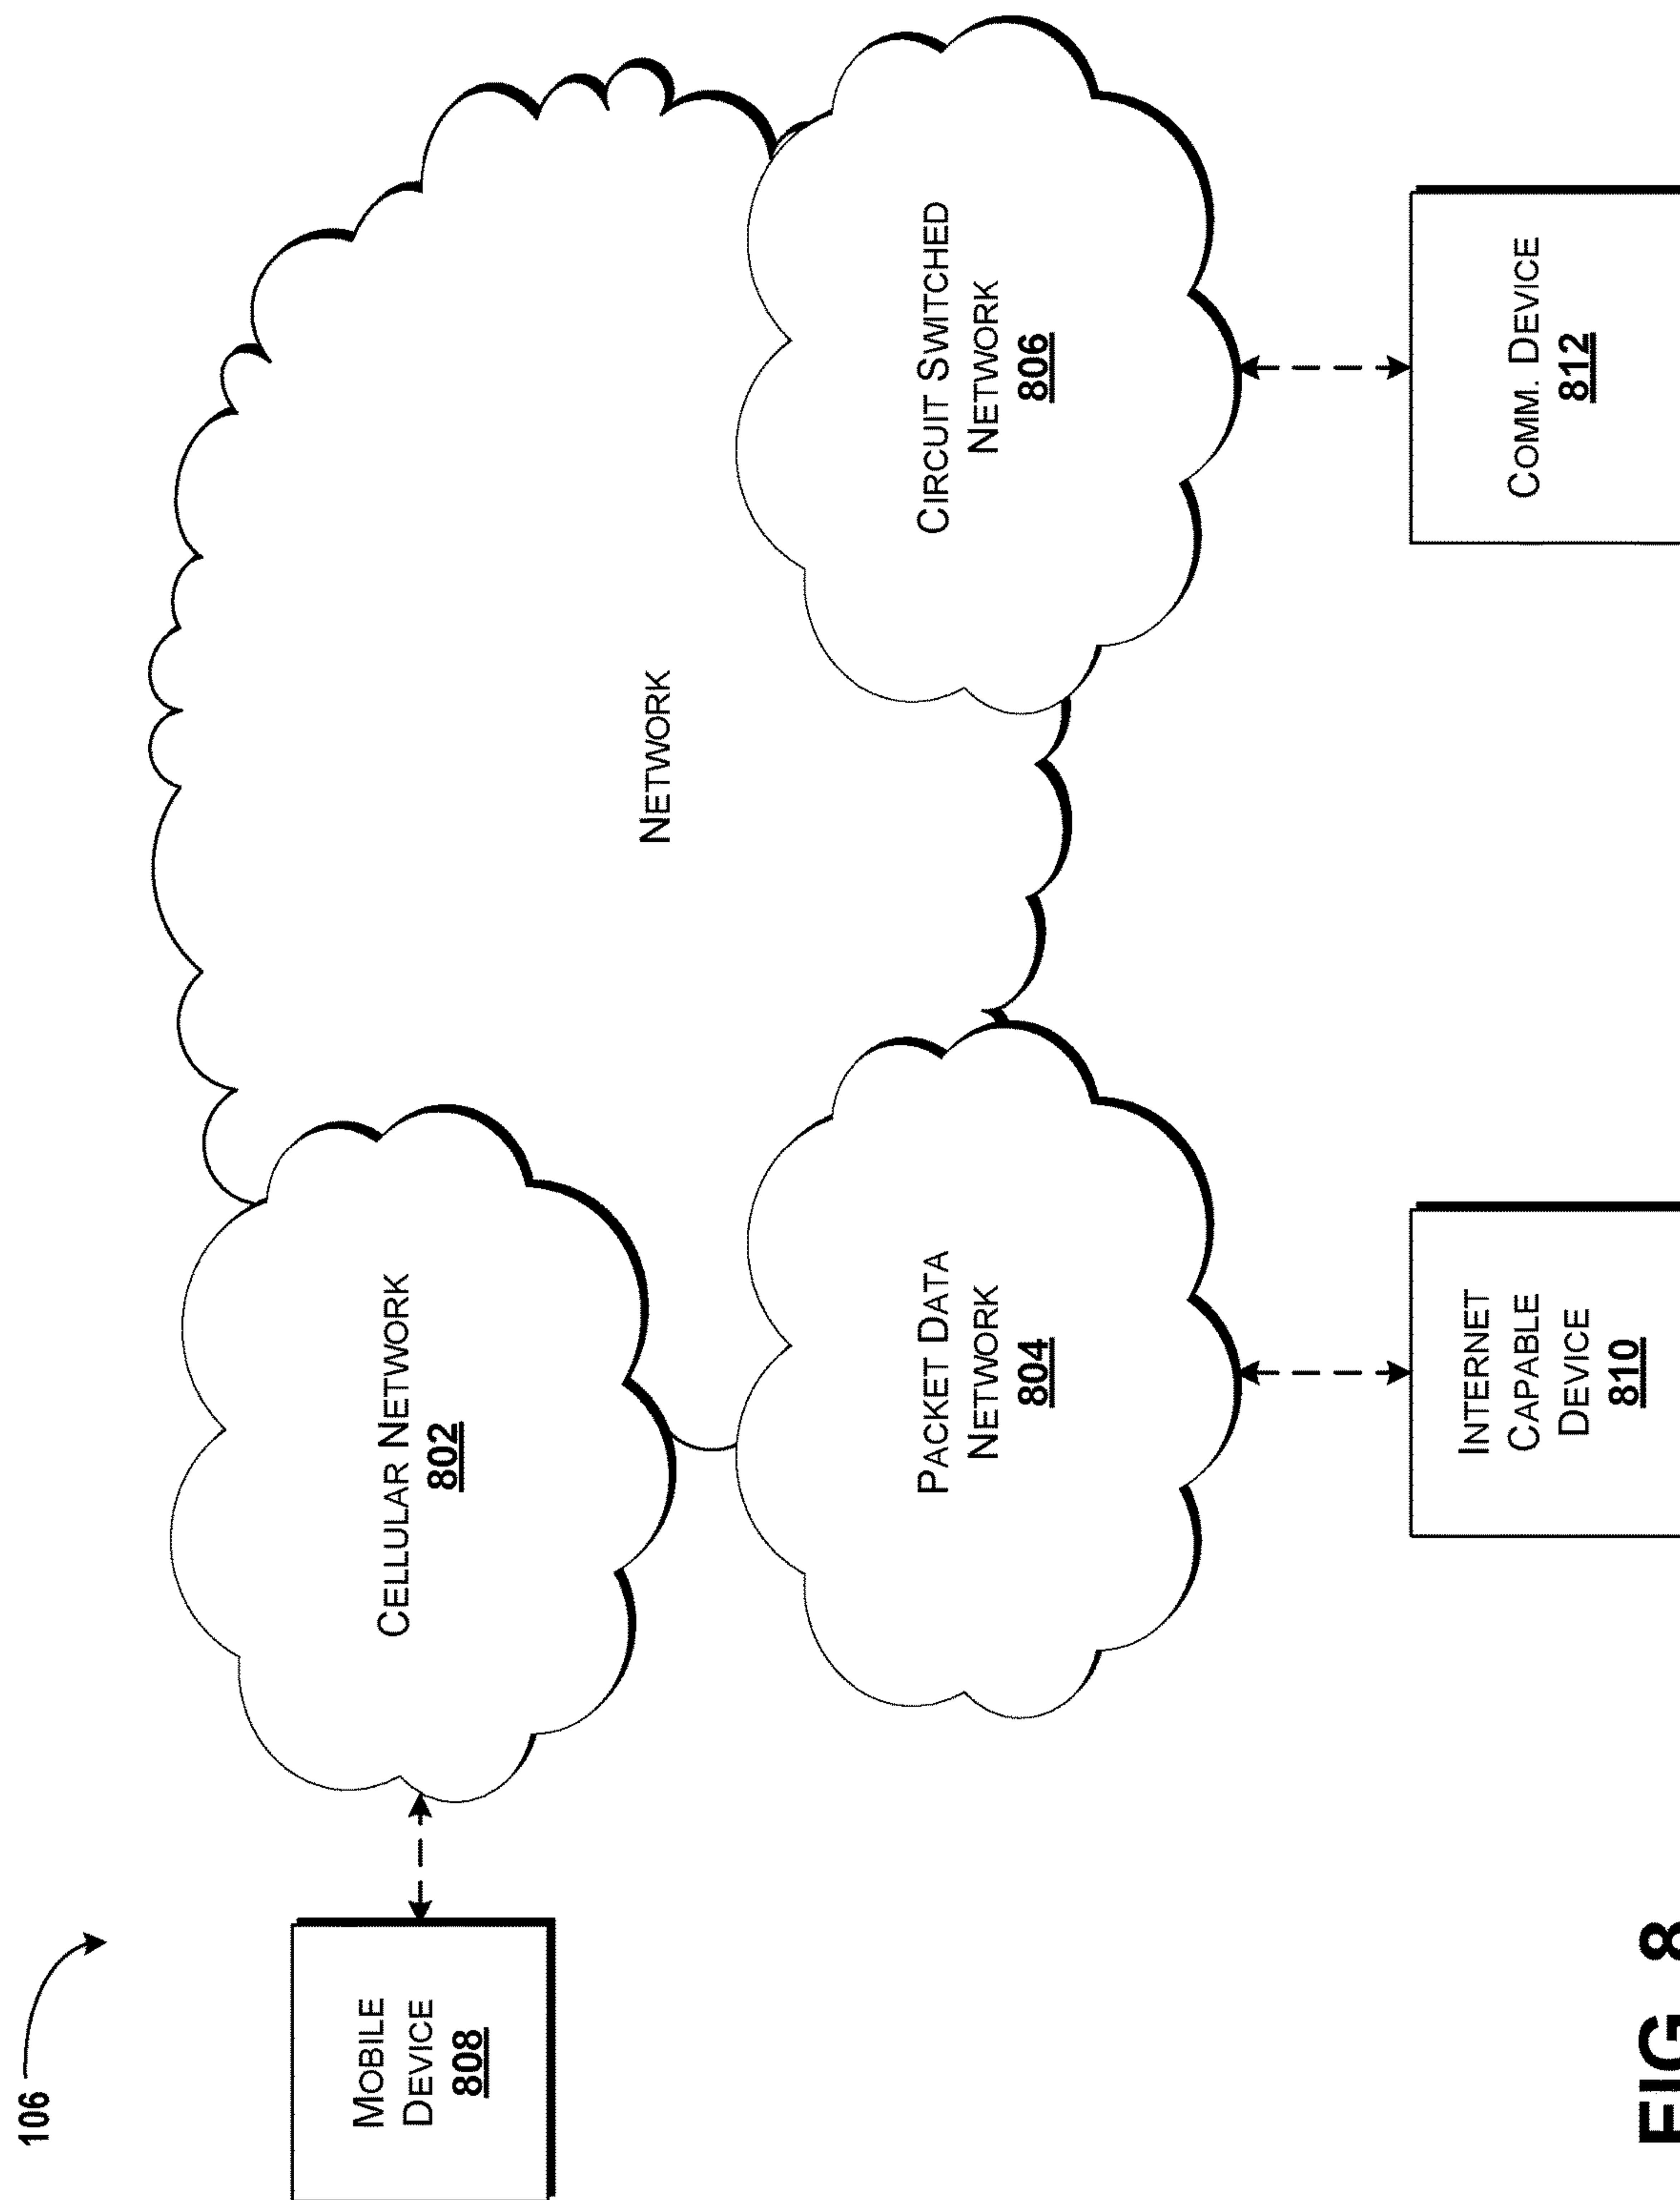 106
MOBILE
DEVICE
808
CELLULAR NETWORK
802
NETWORK
PACKET DATA
NETWORK
804
CIRCUIT SWITCHED
NETWORK
806
INTERNET
CAPABLE
DEVICE
810
COMM. DEVICE
812
FIG. 8